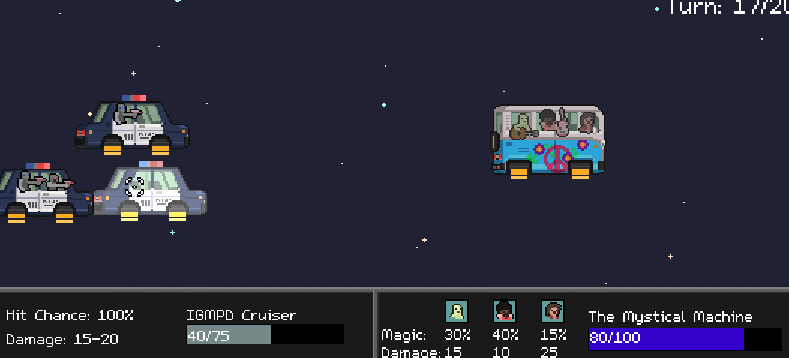 Turn: 17/20
Hit Chance: 100%
Damage: 15-20
IGMPD Cruiser
40/75
Magic: 30% 40% 15%
Damage: 15 10 25
The Mystical Machine
80/100